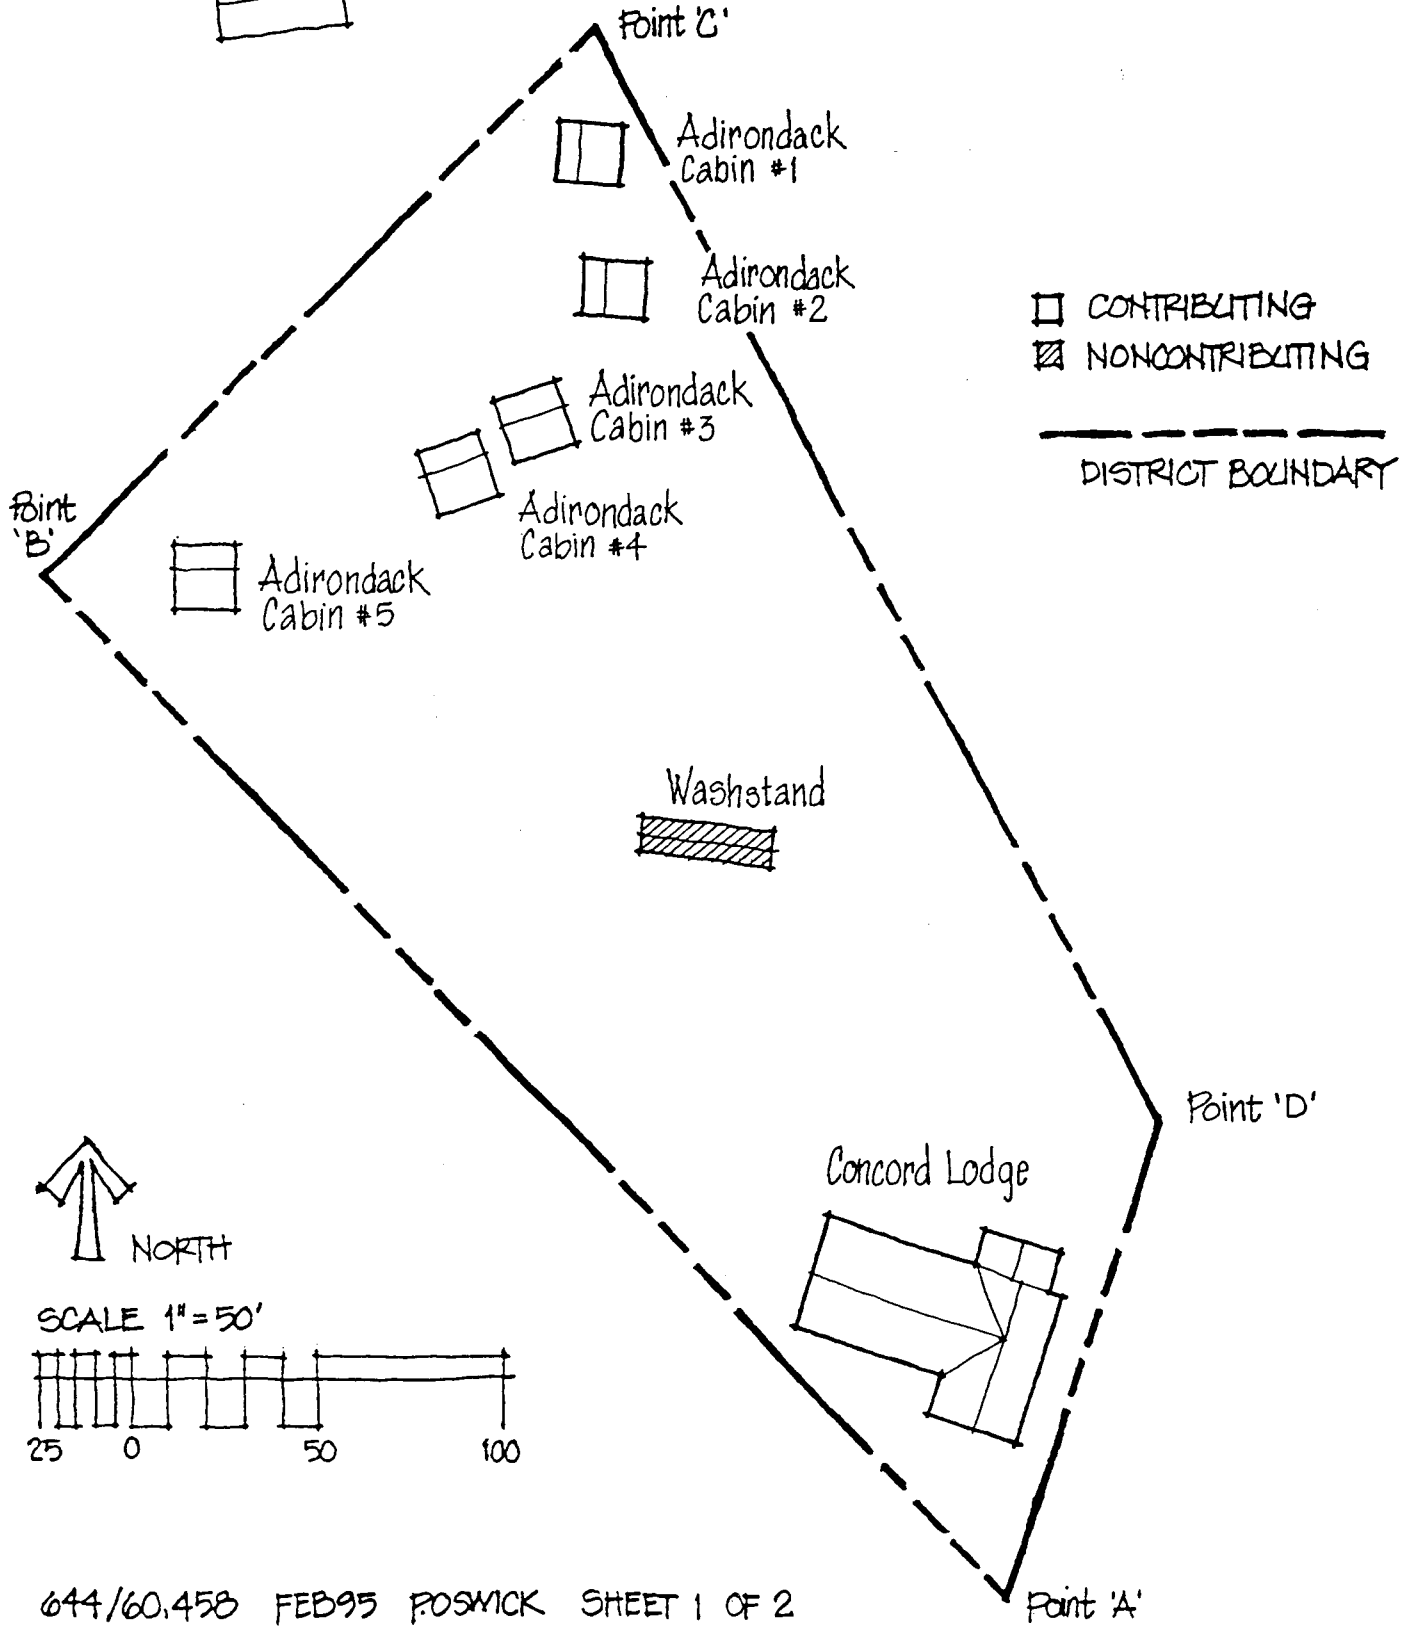 Point 'C'
Adirondack
Cabin #1
Adirondack
Cabin #2
CONTRIBUTING
NONCONTRIBUTING
DISTRICT BOUNDARY
Adirondack
Cabin #3
Adirondack
Cabin #4
Point
'B'
Adirondack
Cabin #5
Washstand
Point 'D'
Concord Lodge
NORTH
SCALE 1"=50'
25 0 50 100
644/60,458 FEB95 P.OSWICK SHEET 1 OF 2
Point 'A'